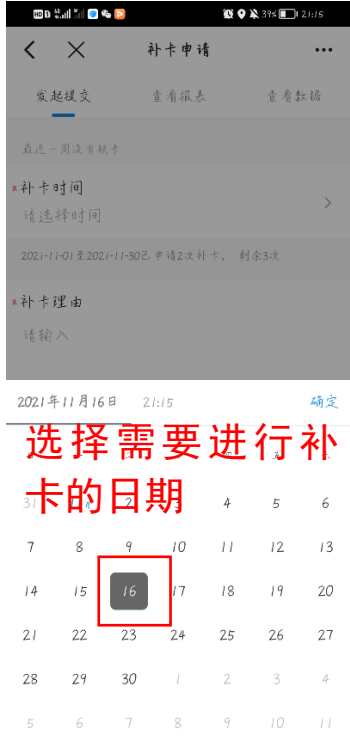 HD 39% 21:15
补卡申请
发起提交 查看报表 查看数据
最近一周没有缺卡
*补卡时间
请选择时间
2021-11-01至2021-11-30已申请2次补卡，剩余3次
*补卡理由
请输入
2021年11月16日 21:15 确定
选择需要进行补
卡的日期
31 2 3 4 5 6
7 8 9 10 11 12 13
14 15 16 17 18 19 20
21 22 23 24 25 26 27
28 29 30 1 2 3 4
5 6 7 8 9 10 11